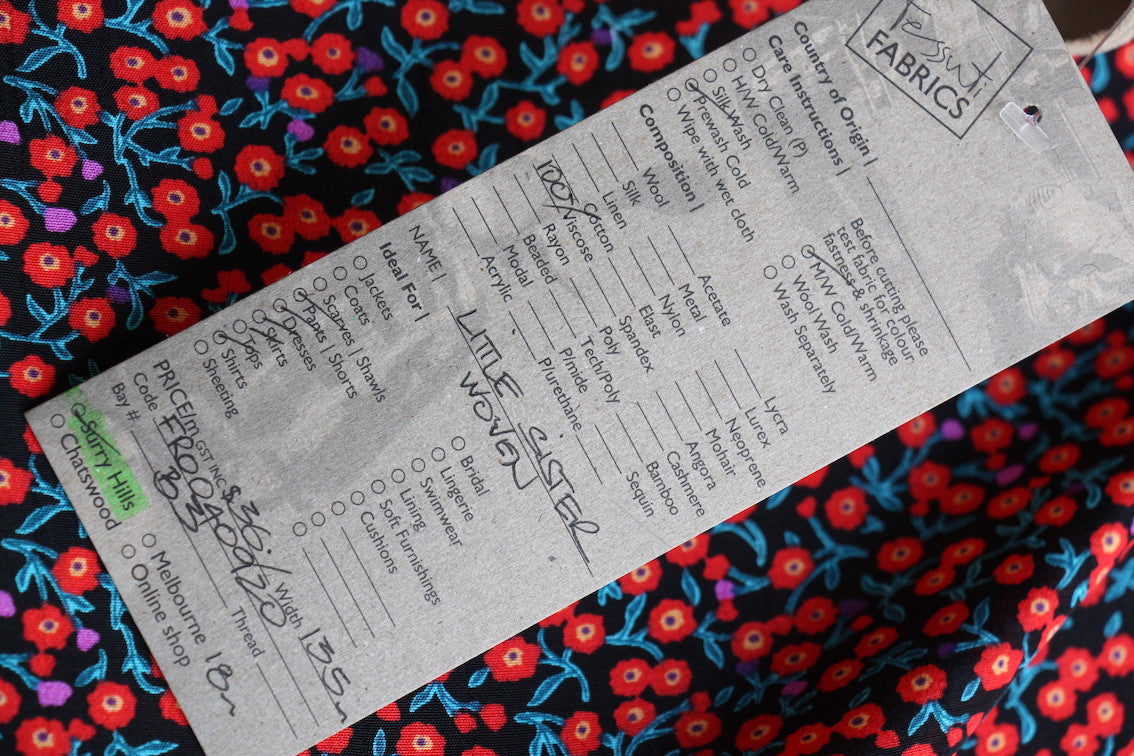 Tessuti
FABRICS
Country of Origin |
Care Instructions |
Dry Clean (P)
H/W Cold/Warm
Silk Wash
Prewash Cold
Wipe with wet cloth
Before cutting please
test fabric for colour
fastness & shrinkage
M/W Cold/Warm
Wool Wash
Wash Separately
Composition |
Wool
Silk
Linen
Cotton
100% Viscose
Rayon
Beaded
Modal
Acrylic
Acetate
Metal
Nylon
Elast
Spandex
Poly
Tech/Poly
P/mide
P/urethane
Lycra
Lurex
Neoprene
Mohair
Angora
Cashmere
Bamboo
Sequin
NAME | LITTLE SISTER
WOVEN
Ideal For |
Jackets
Coats
Scarves | Shawls
Pants | Shorts
Dresses
Skirts
Tops
Shirts
Sheeting
Bridal
Lingerie
Swimwear
Lining
Soft Furnishings
Cushions
PRICE/m GST INC $36/ Width 135m
Code FR00340920
Bay # B3 Thread
Surry Hills
Chatswood
Melbourne 18m
Online shop